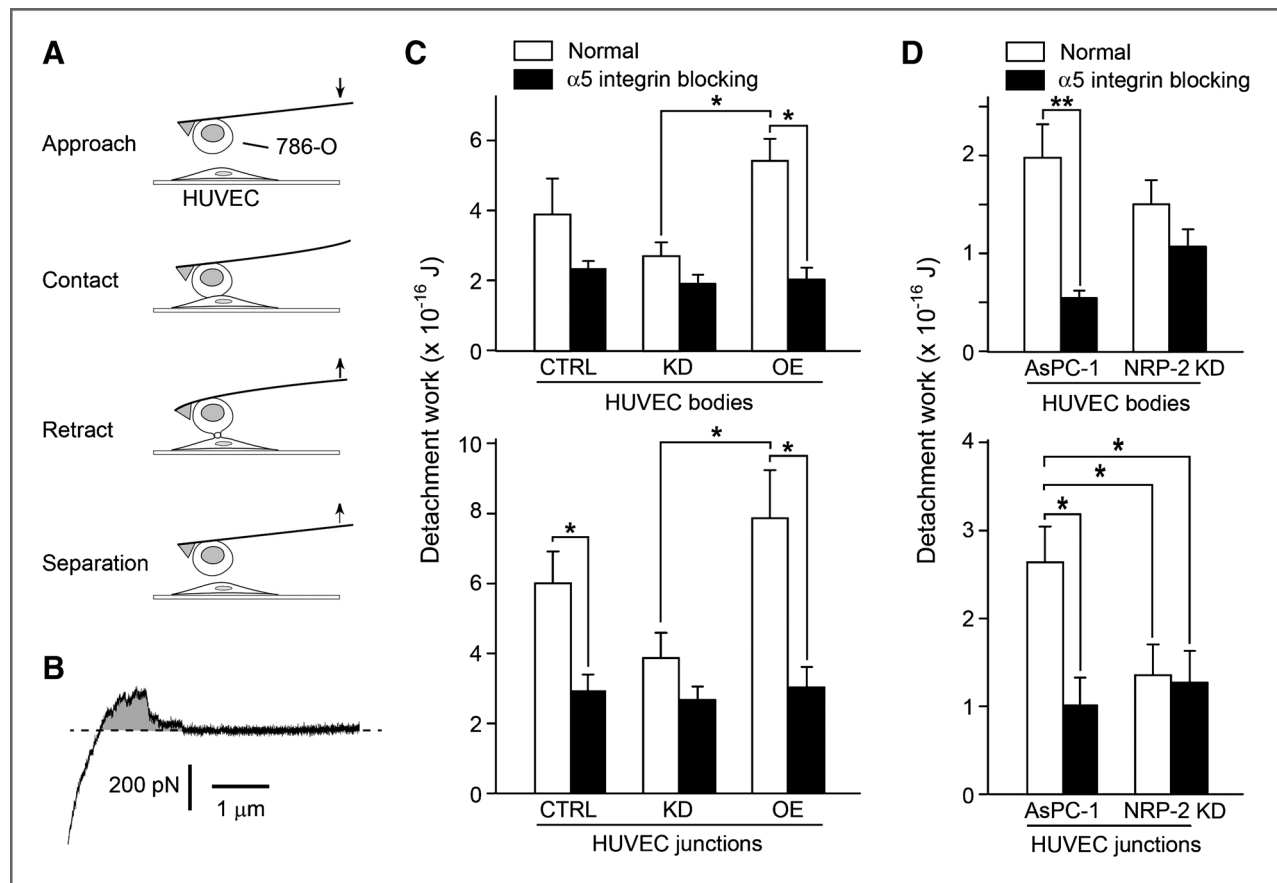 A
Approach
786-O
HUVEC
Contact
Retract
Separation
B
200 pN
1 μm
C
Normal
α5 integrin blocking
Detachment work (x 10-16 J)
6
4
2
0
*
*
CTRL
KD
OE
HUVEC bodies
10
8
6
4
2
0
*
*
*
CTRL
KD
OE
HUVEC junctions
D
Normal
α5 integrin blocking
Detachment work (x 10-16 J)
2
1
0
**
AsPC-1
NRP-2 KD
HUVEC bodies
4
3
2
1
0
*
*
*
AsPC-1
NRP-2 KD
HUVEC junctions